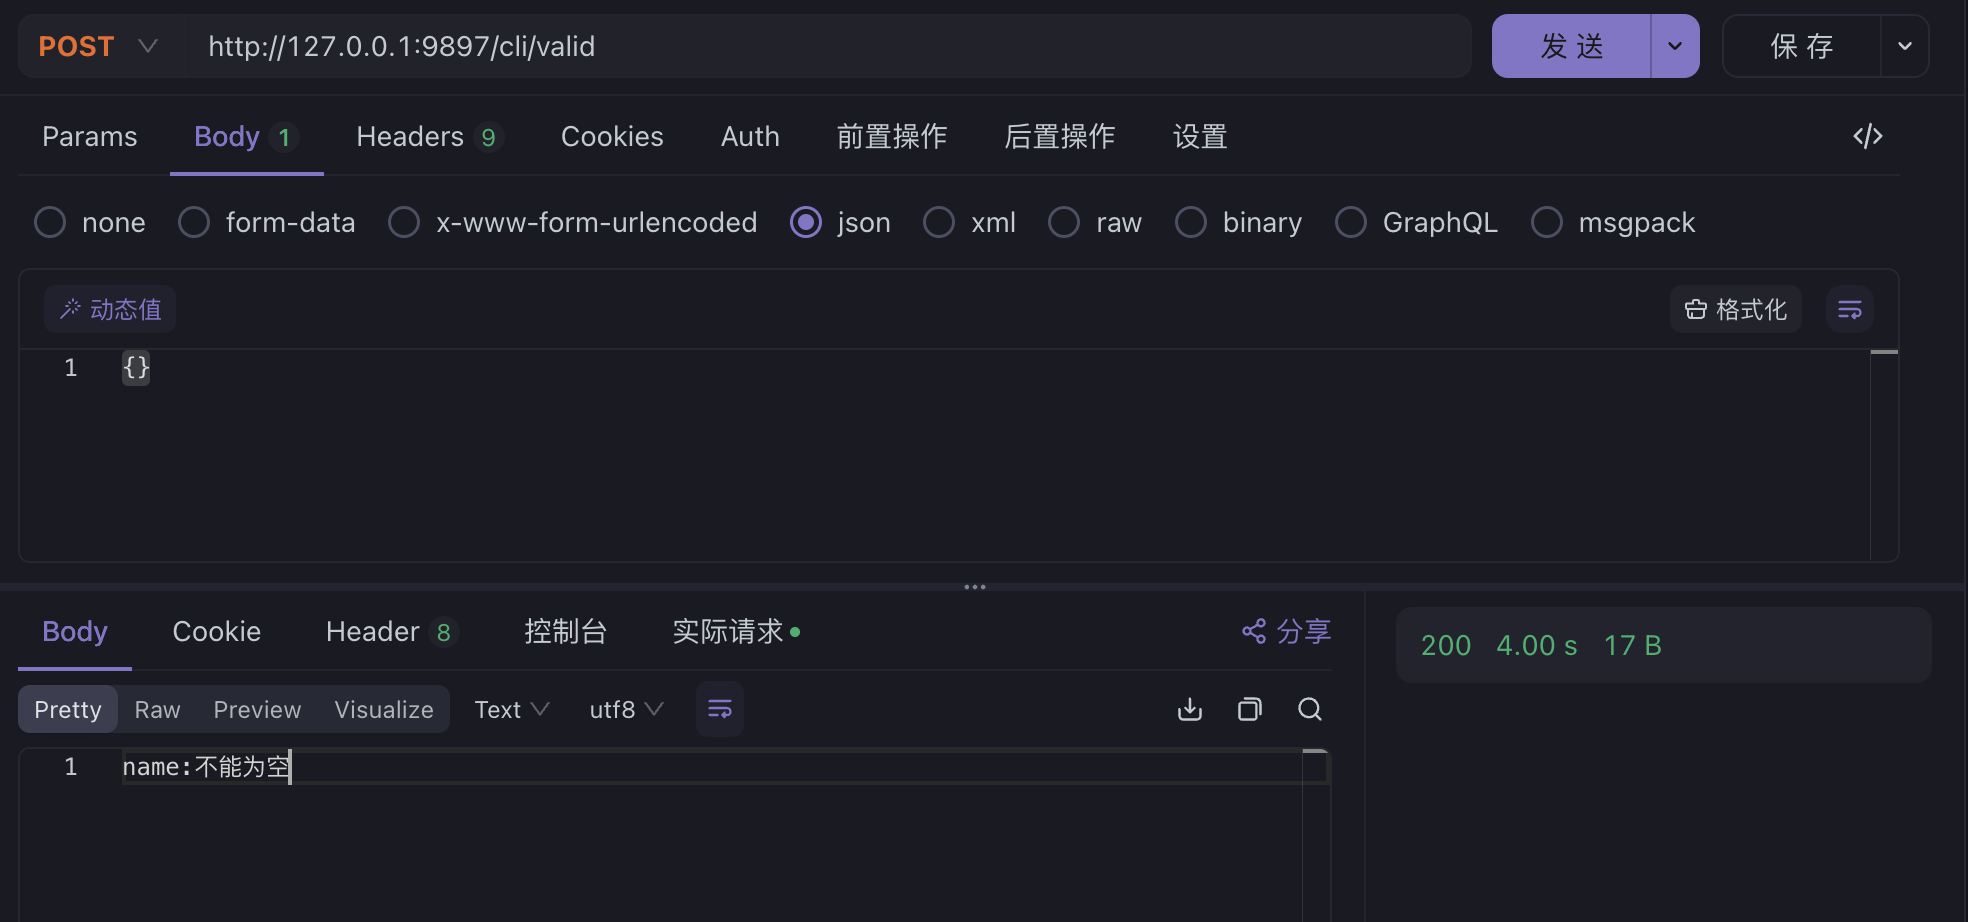 POST http://127.0.0.1:9897/cli/valid 发 送 保 存
Params Body 1 Headers 9 Cookies Auth 前置操作 后置操作 设置
none form-data x-www-form-urlencoded json xml raw binary GraphQL msgpack
动态值 格式化
1 {}
Body Cookie Header 8 控制台 实际请求 分享
200 4.00 s 17 B
Pretty Raw Preview Visualize Text utf8
1 name:不能为空